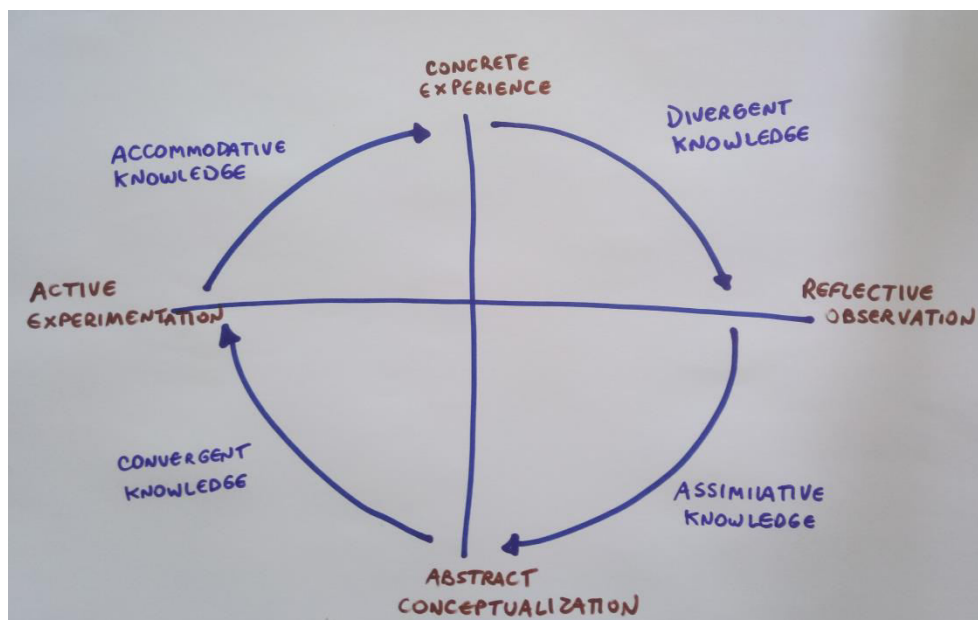 CONCRETE
EXPERIENCE
DIVERGENT
KNOWLEDGE
ACCOMMODATIVE
KNOWLEDGE
ACTIVE
EXPERIMENTATION
REFLECTIVE
OBSERVATION
CONVERGENT
KNOWLEDGE
ASSIMILATIVE
KNOWLEDGE
ABSTRACT
CONCEPTUALIZATION